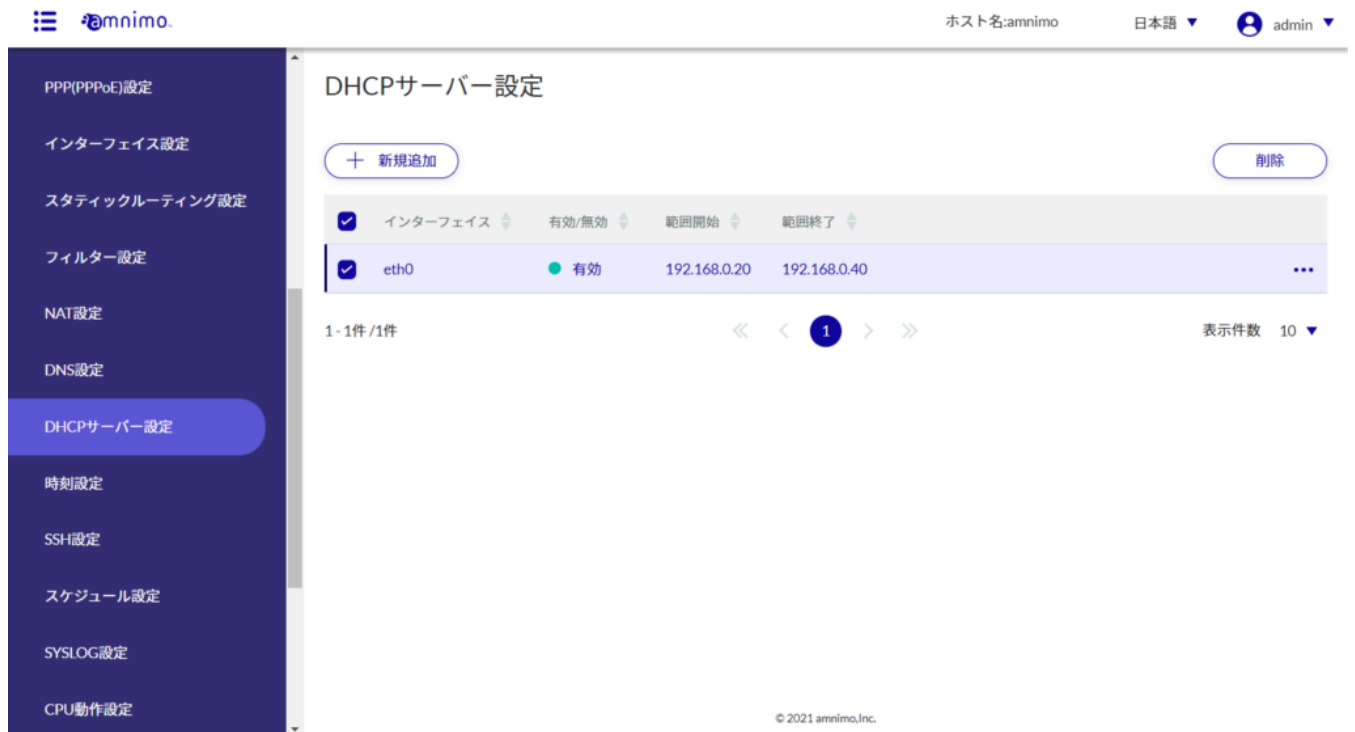 amnimo
ホスト名:amnimo
日本語 ▼
admin ▼
PPP(PPPoE)設定
インターフェイス設定
スタティックルーティング設定
フィルター設定
NAT設定
DNS設定
DHCPサーバー設定
時刻設定
SSH設定
スケジュール設定
SYSLOG設定
CPU動作設定
DHCPサーバー設定
+ 新規追加
削除
インターフェイス 有効/無効 範囲開始 範囲終了
eth0 ● 有効 192.168.0.20 192.168.0.40 •••
1 - 1件 /1件
« < 1 > »
表示件数 10 ▼
© 2021 amnimo,Inc.